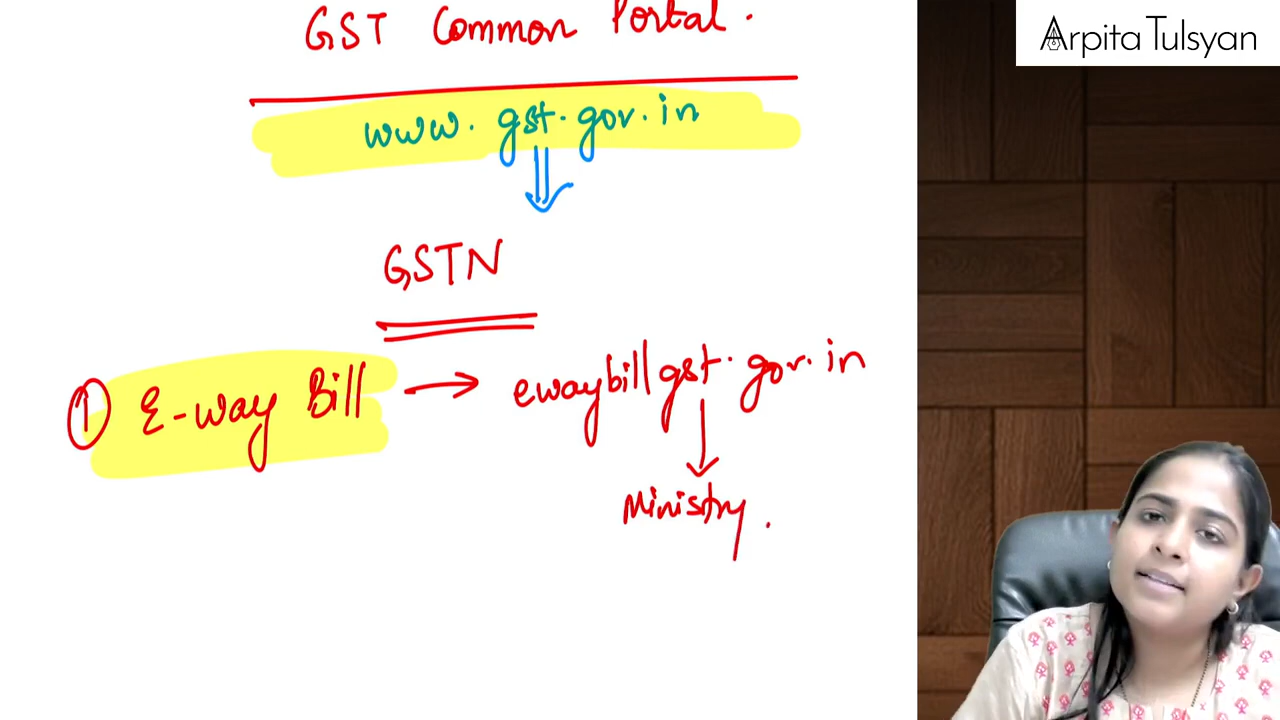 Arpita Tulsyan
GST Common Portal.
www.gst.gov.in
GSTN
① E-way Bill → ewaybillgst.gov.in
Ministry.